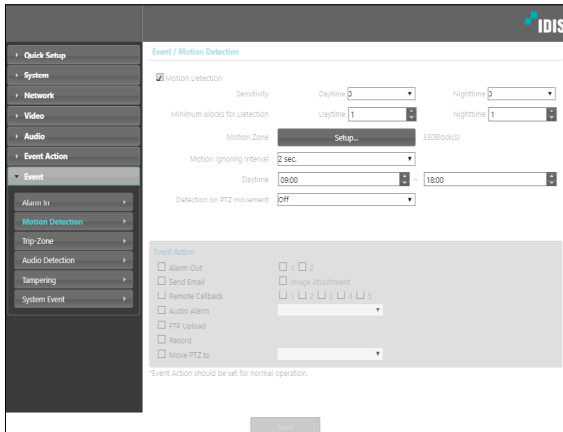 IDIS
Quick Setup
System
Network
Video
Audio
Event Action
Event
Alarm In
Motion Detection
Trip-Zone
Audio Detection
Tampering
System Event
Event / Motion Detection
Motion Detection
Sensitivity Daytime 3 Nighttime 3
Minimum Blocks for Detection Daytime 1 Nighttime 1
Motion Zone Setup... 330Block(s)
Motion Ignoring Interval 2 sec.
Daytime 09:00 ~ 18:00
Detection on PTZ movement Off
Event Action
Alarm Out 1 2
Send Email Image Attachment
Remote Callback 1 2 3 4 5
Audio Alarm
FTP Upload
Record
Move PTZ to
*Event Action should be set for normal operation.
Save